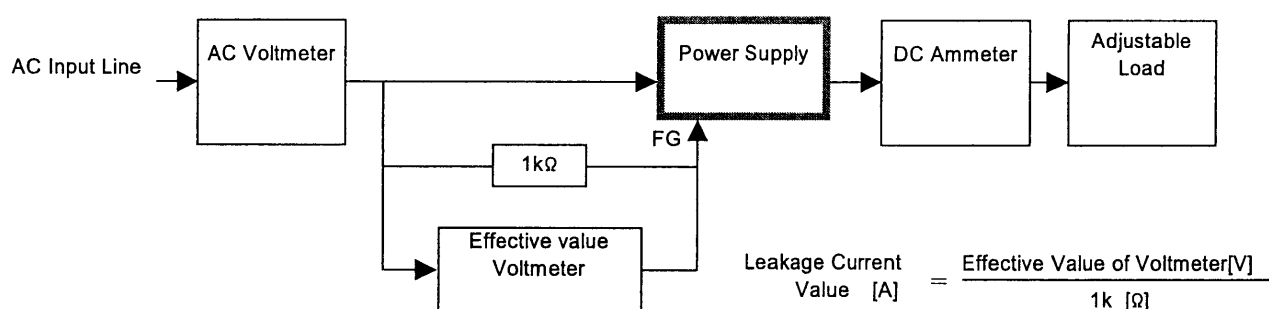 AC Input Line
AC Voltmeter
Power Supply
DC Ammeter
Adjustable
Load
FG
1kΩ
Effective value
Voltmeter
Leakage Current
Value [A]
= Effective Value of Voltmeter[V]
1k [Ω]